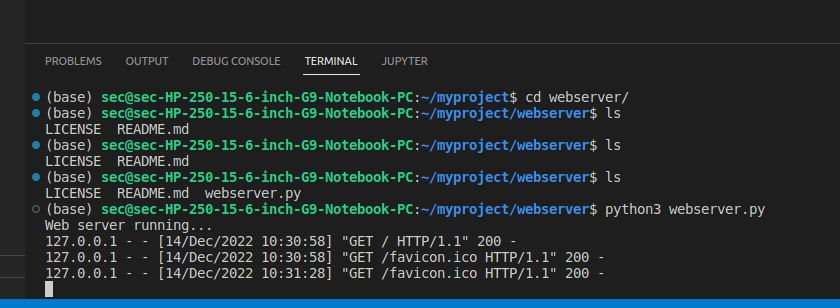 PROBLEMS OUTPUT DEBUG CONSOLE TERMINAL JUPYTER
(base) sec@sec-HP-250-15-6-inch-G9-Notebook-PC:~/myproject$ cd webserver/
(base) sec@sec-HP-250-15-6-inch-G9-Notebook-PC:~/myproject/webserver$ ls
LICENSE  README.md
(base) sec@sec-HP-250-15-6-inch-G9-Notebook-PC:~/myproject/webserver$ ls
LICENSE  README.md
(base) sec@sec-HP-250-15-6-inch-G9-Notebook-PC:~/myproject/webserver$ ls
LICENSE  README.md  webserver.py
(base) sec@sec-HP-250-15-6-inch-G9-Notebook-PC:~/myproject/webserver$ python3 webserver.py
Web server running...
127.0.0.1 - - [14/Dec/2022 10:30:58] "GET / HTTP/1.1" 200 -
127.0.0.1 - - [14/Dec/2022 10:30:58] "GET /favicon.ico HTTP/1.1" 200 -
127.0.0.1 - - [14/Dec/2022 10:31:28] "GET /favicon.ico HTTP/1.1" 200 -